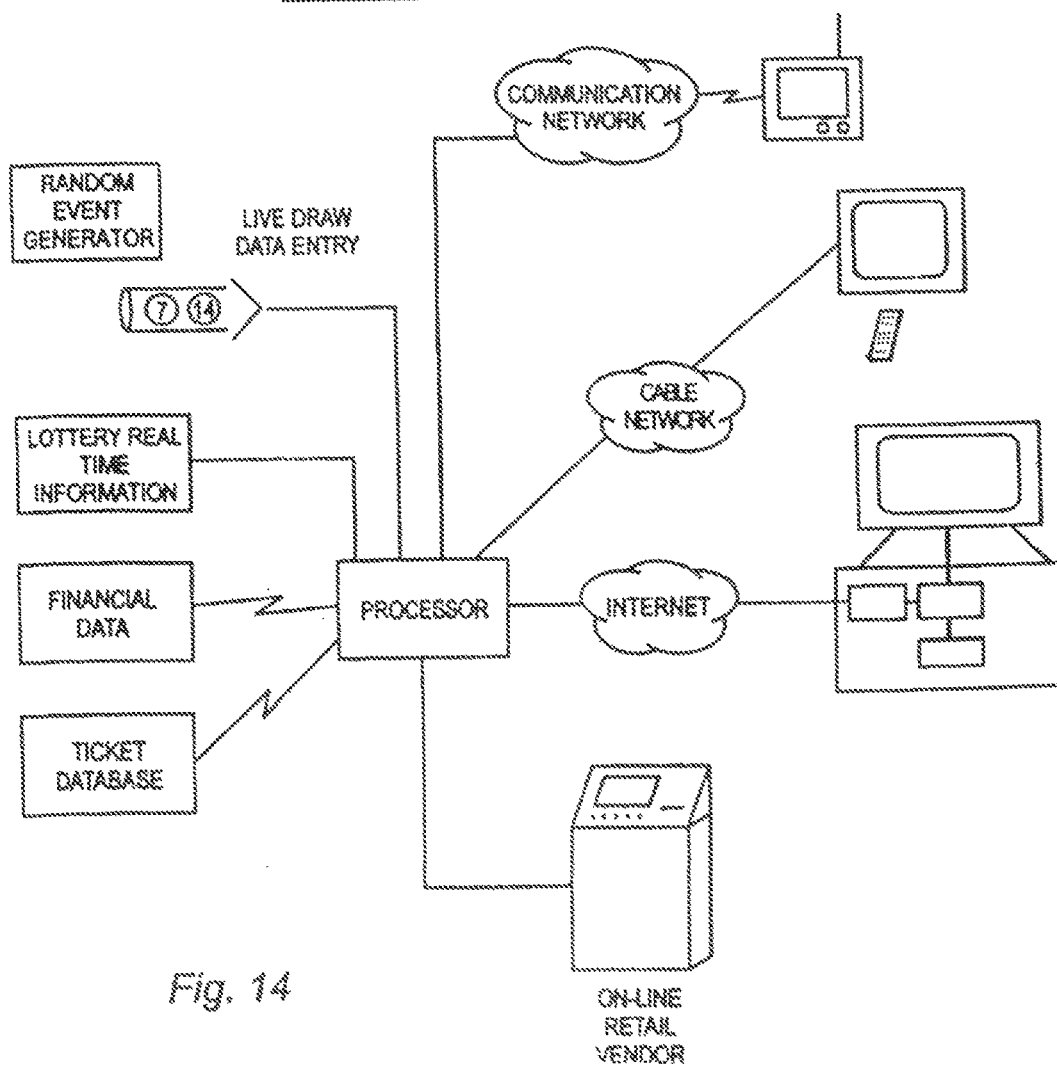 COMMUNICATION
NETWORK
RANDOM
EVENT
GENERATOR
LIVE DRAW
DATA ENTRY
7 14
CABLE
NETWORK
LOTTERY REAL
TIME
INFORMATION
FINANCIAL
DATA
PROCESSOR
INTERNET
TICKET
DATABASE
Fig. 14
ON-LINE
RETAIL
VENDOR